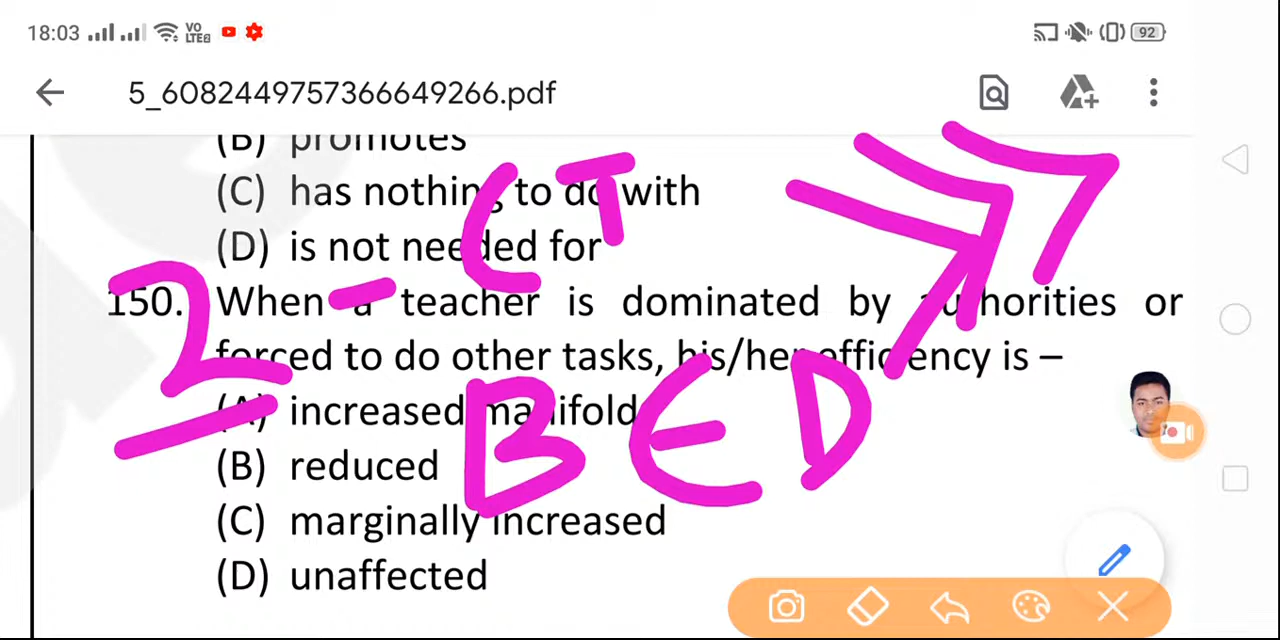 18:03 VO LTE2 92
5_6082449757366649266.pdf
(B) promotes
(C) has nothing to do with
(D) is not needed for
150. When a teacher is dominated by authorities or
forced to do other tasks, his/her efficiency is –
(A) increased manifold
(B) reduced
(C) marginally increased
(D) unaffected
2 - CT
BED